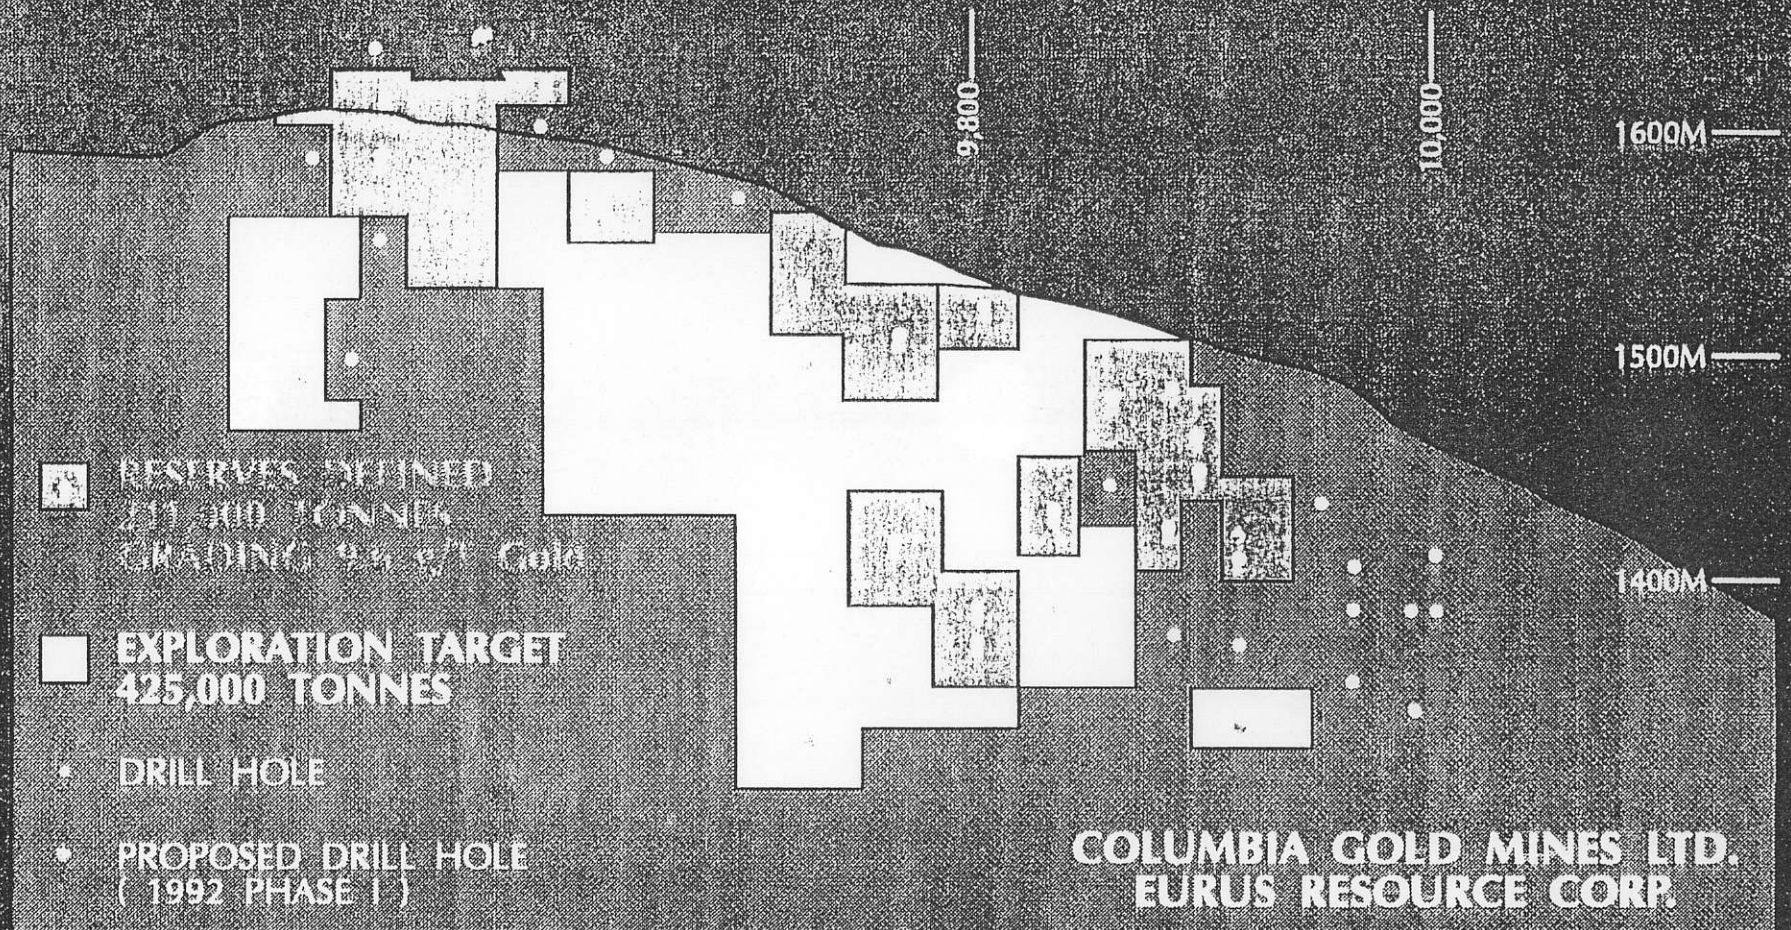 9,800
10,000
1600M
1500M
1400M
RESERVES DEFINED
TONNES
GRADING g/T Gold
EXPLORATION TARGET
425,000 TONNES
DRILL HOLE
PROPOSED DRILL HOLE
( 1992 PHASE I )
COLUMBIA GOLD MINES LTD.
EURUS RESOURCE CORP.